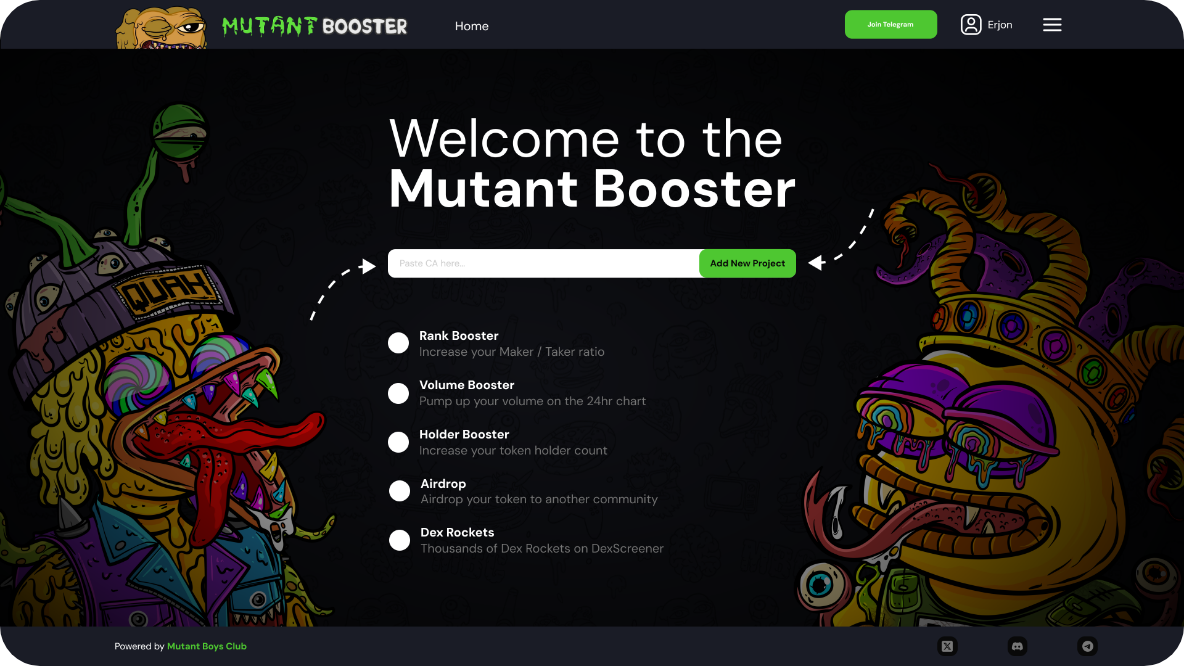 MUTANT BOOSTER
Home
Join Telegram
Erjon
Welcome to the
Mutant Booster
Paste CA here...
Add New Project
QUAH
Rank Booster
Increase your Maker / Taker ratio
Volume Booster
Pump up your volume on the 24hr chart
Holder Booster
Increase your token holder count
Airdrop
Airdrop your token to another community
Dex Rockets
Thousands of Dex Rockets on DexScreener
Powered by Mutant Boys Club